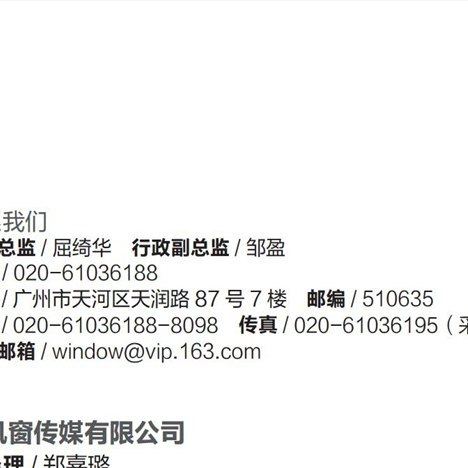 我们
总监 / 屈绮华 行政副总监 / 邹盈
/ 020-61036188
/ 广州市天河区天润路 87 号 7 楼 邮编 / 510635
/ 020-61036188-8098 传真 / 020-61036195（采
邮箱 / window@vip.163.com
窗传媒有限公司
理 / 郑嘉璐